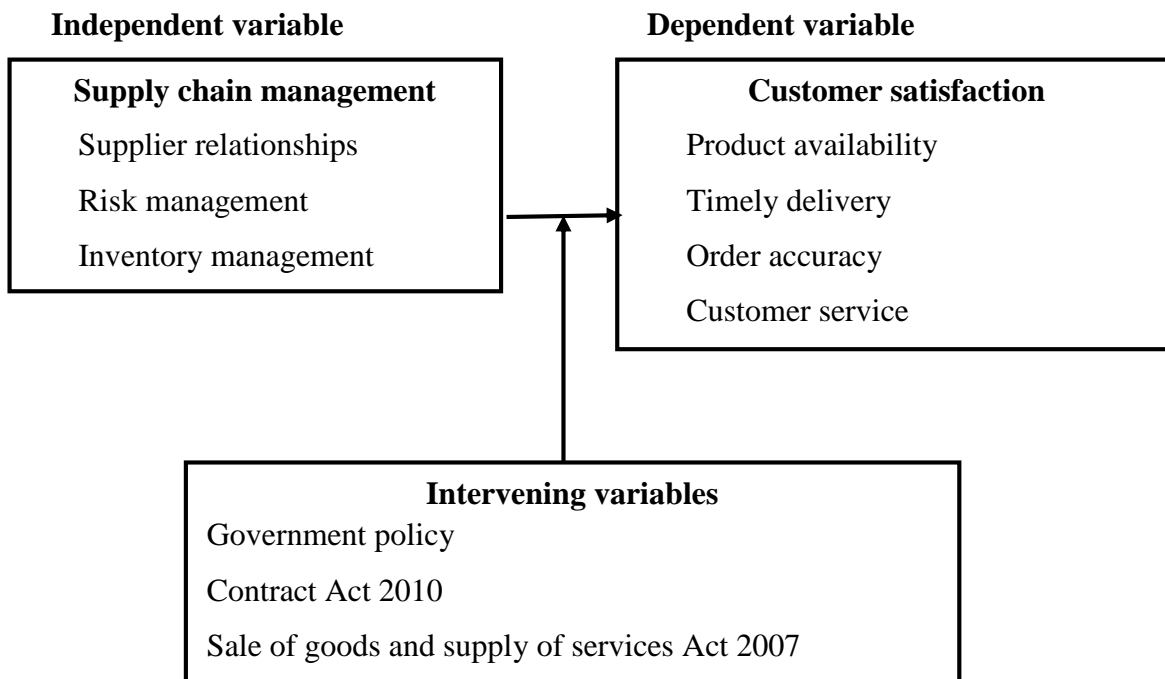 Independent variable
Supply chain management
Supplier relationships
Risk management
Inventory management
Dependent variable
Customer satisfaction
Product availability
Timely delivery
Order accuracy
Customer service
Intervening variables
Government policy
Contract Act 2010
Sale of goods and supply of services Act 2007